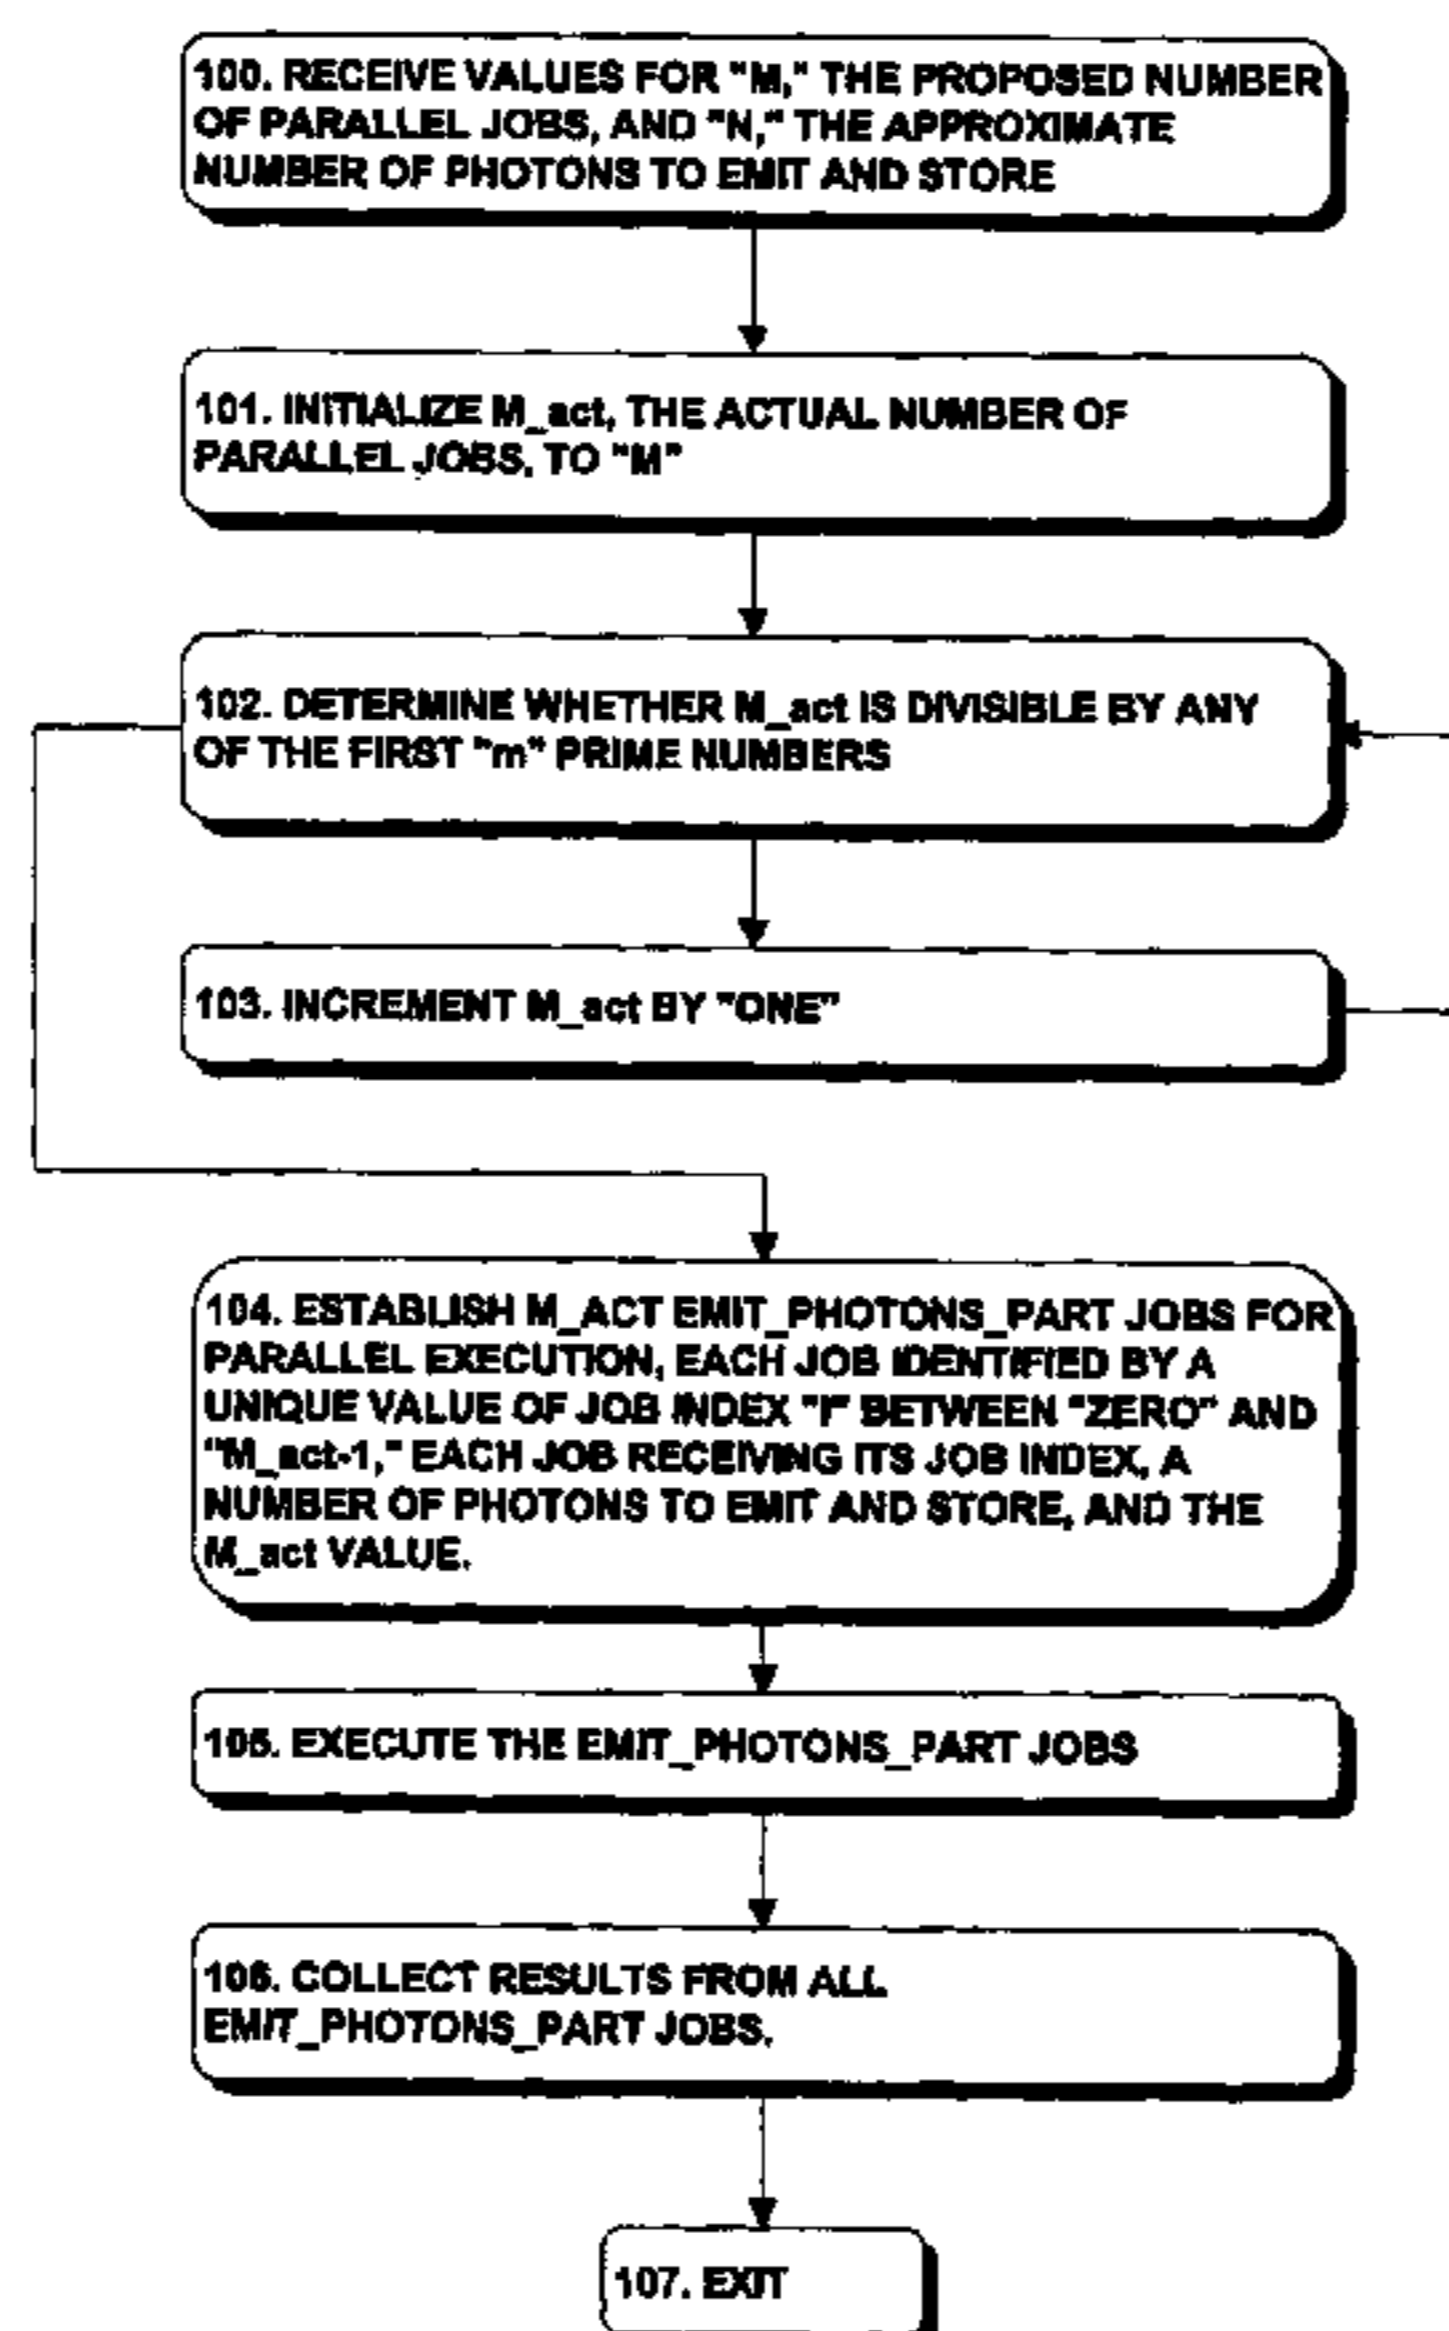 100. RECEIVE VALUES FOR "M," THE PROPOSED NUMBER
OF PARALLEL JOBS, AND "N," THE APPROXIMATE
NUMBER OF PHOTONS TO EMIT AND STORE
101. INITIALIZE M_act, THE ACTUAL NUMBER OF
PARALLEL JOBS, TO "M"
102. DETERMINE WHETHER M_act IS DIVISIBLE BY ANY
OF THE FIRST "m" PRIME NUMBERS
103. INCREMENT M_act BY "ONE"
104. ESTABLISH M_ACT EMIT_PHOTONS_PART JOBS FOR
PARALLEL EXECUTION, EACH JOB IDENTIFIED BY A
UNIQUE VALUE OF JOB INDEX "I" BETWEEN "ZERO" AND
"M_act-1," EACH JOB RECEIVING ITS JOB INDEX, A
NUMBER OF PHOTONS TO EMIT AND STORE, AND THE
M_act VALUE.
105. EXECUTE THE EMIT_PHOTONS_PART JOBS
106. COLLECT RESULTS FROM ALL
EMIT_PHOTONS_PART JOBS.
107. EXIT